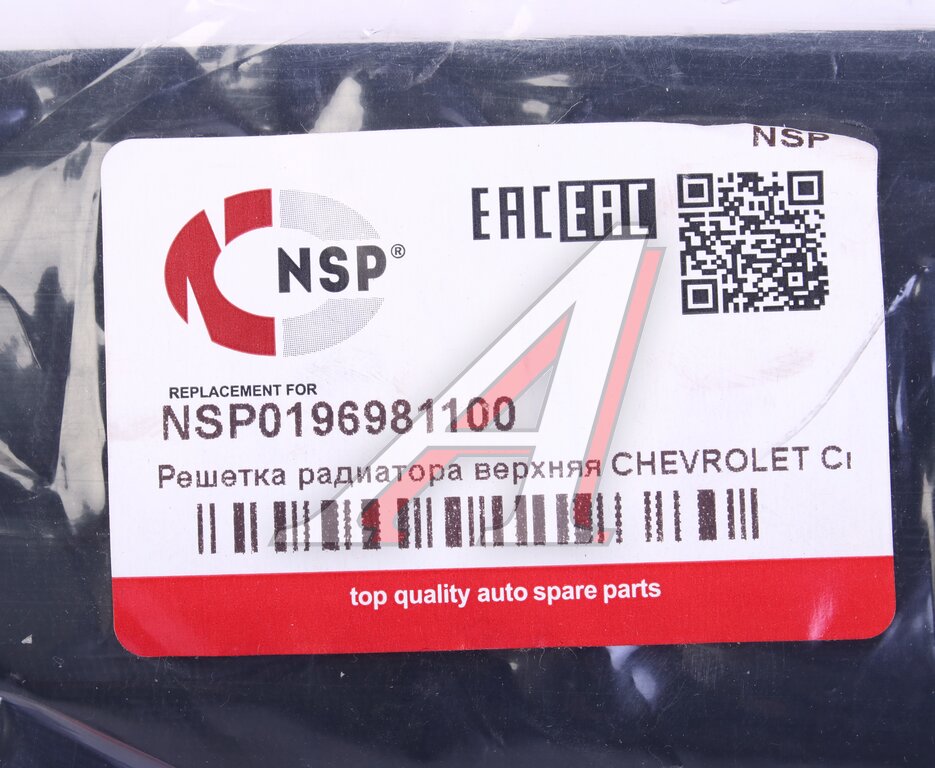 NSP
EAC EAC
NSP®
REPLACEMENT FOR
NSP0196981100
Решетка радиатора верхняя CHEVROLET
top quality auto spare parts